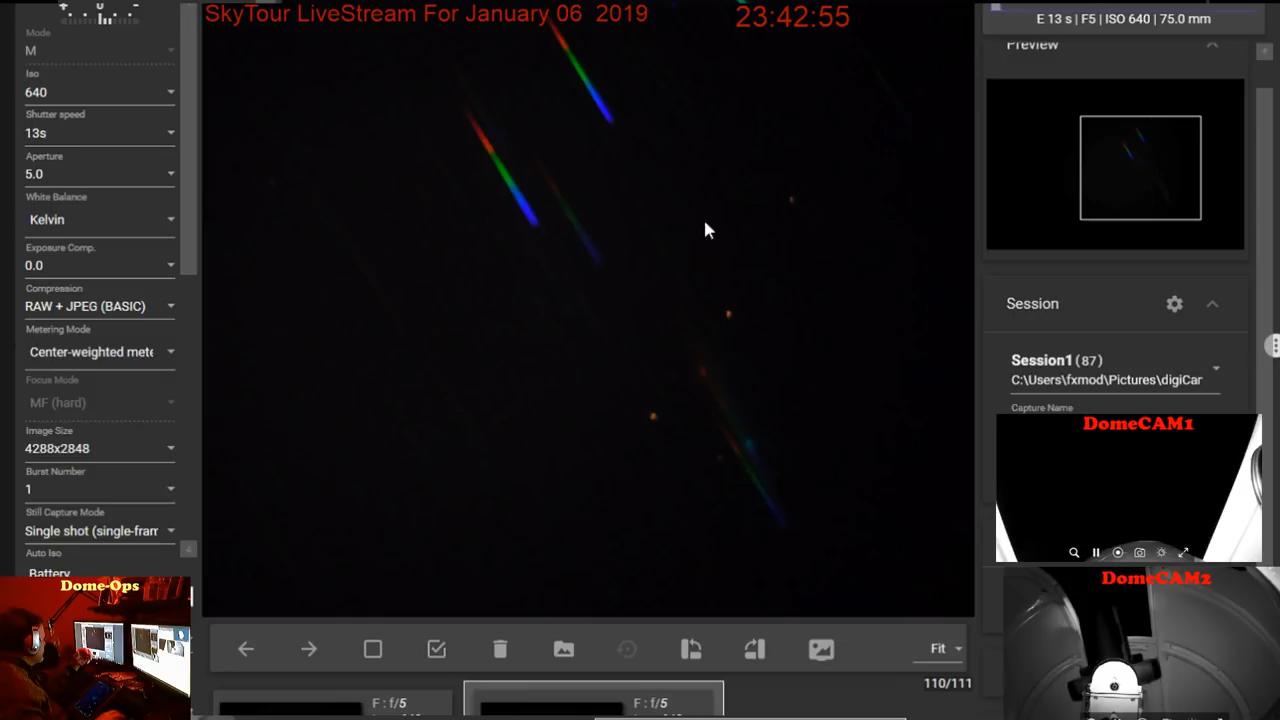 SkyTour LiveStream For January 06 2019
23:42:55
E 13 s | F5 | ISO 640 | 75.0 mm
Mode
M
Iso
640
Shutter speed
13s
Aperture
5.0
White Balance
Kelvin
Exposure Comp.
0.0
Compression
RAW + JPEG (BASIC)
Metering Mode
Center-weighted mete
Focus Mode
MF (hard)
Image Size
4288x2848
Burst Number
1
Still Capture Mode
Single shot (single-fram
Auto Iso
Battery
Dome-Ops
Preview
Session
Session1 (87)
C:\Users\fxmod\Pictures\digiCar
Capture Name
DomeCAM1
DomeCAM2
Fit
110/111
F : f/5
F : f/5